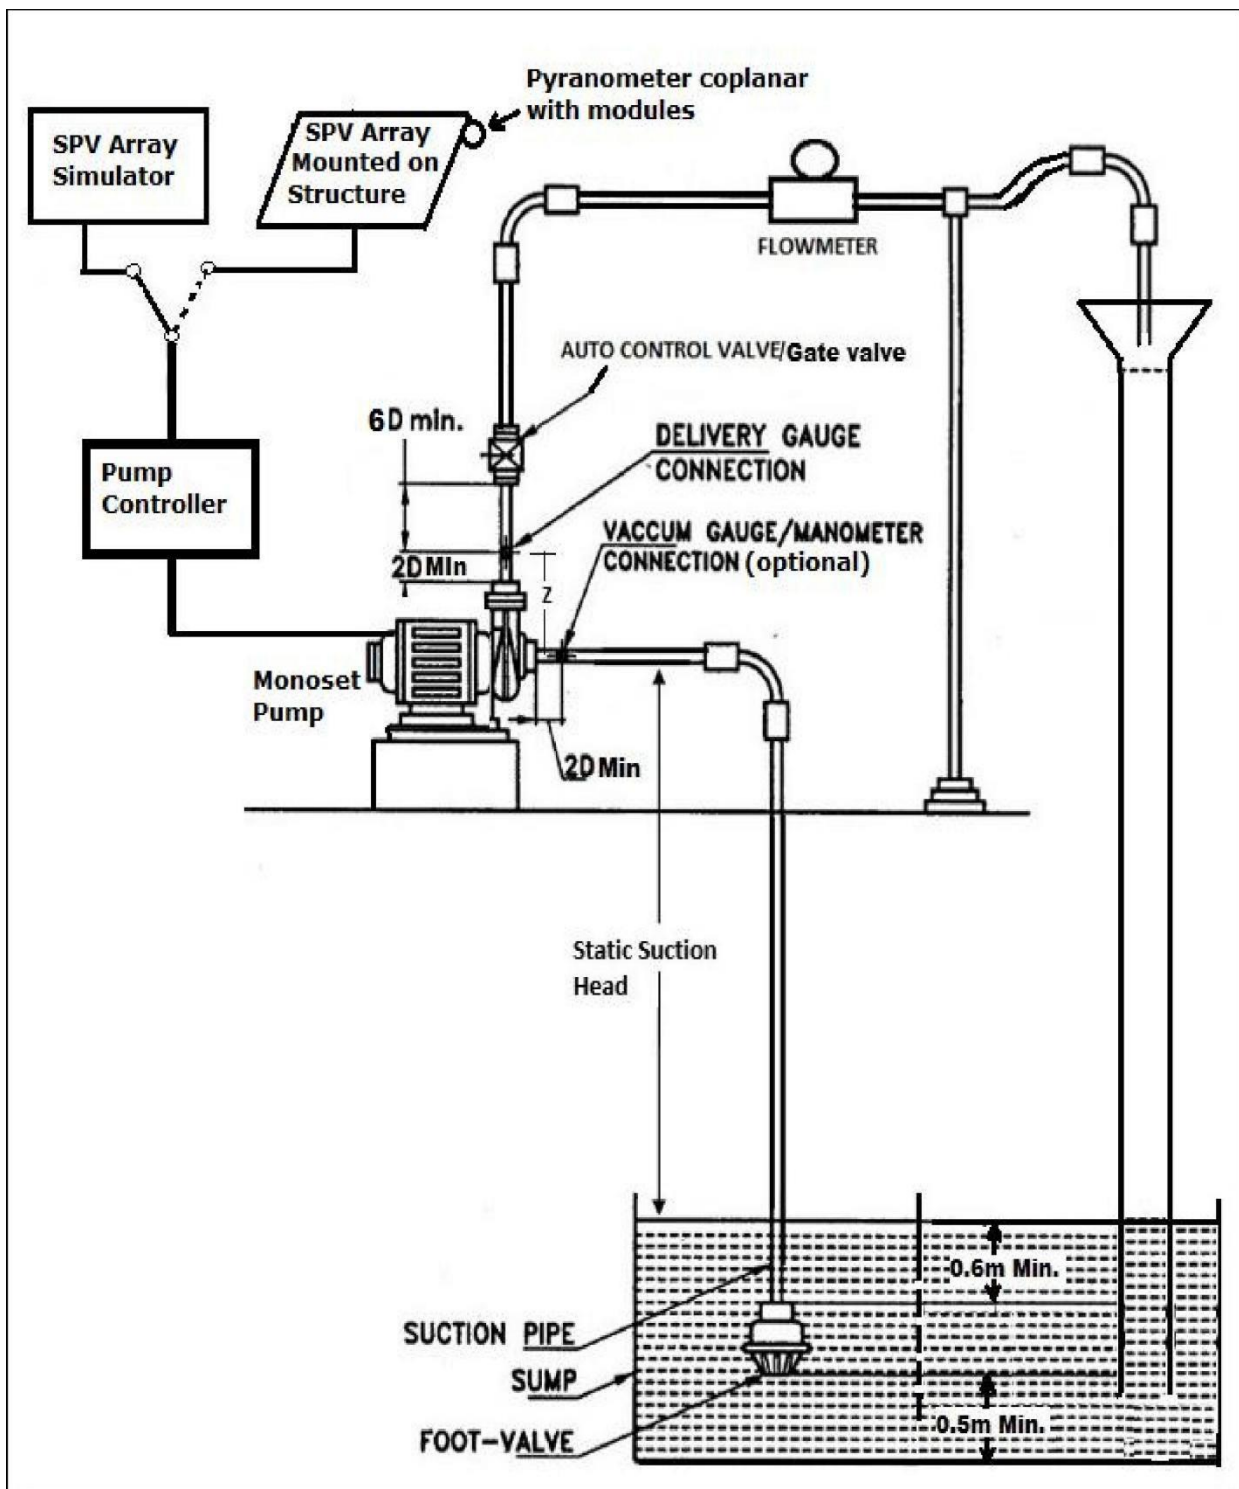 Pyranometer coplanar
with modules
SPV Array
Simulator
SPV Array
Mounted on
Structure
FLOWMETER
AUTO CONTROL VALVE/Gate valve
6D min.
DELIVERY GAUGE
CONNECTION
Pump
Controller
VACCUM GAUGE/MANOMETER
CONNECTION (optional)
2D MIn
Z
Monoset
Pump
2D Min
Static Suction
Head
0.6m Min.
SUCTION PIPE
SUMP
0.5m Min.
FOOT-VALVE